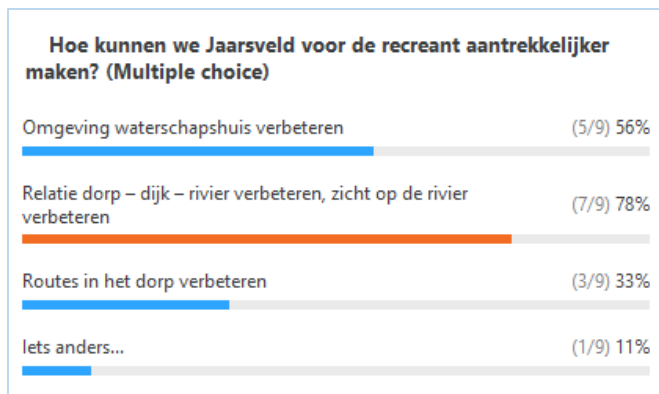 Hoe kunnen we Jaarsveld voor de recreant aantrekkelijker
maken? (Multiple choice)
Omgeving waterschapshuis verbeteren (5/9) 56%
Relatie dorp – dijk – rivier verbeteren, zicht op de rivier
verbeteren (7/9) 78%
Routes in het dorp verbeteren (3/9) 33%
Iets anders... (1/9) 11%